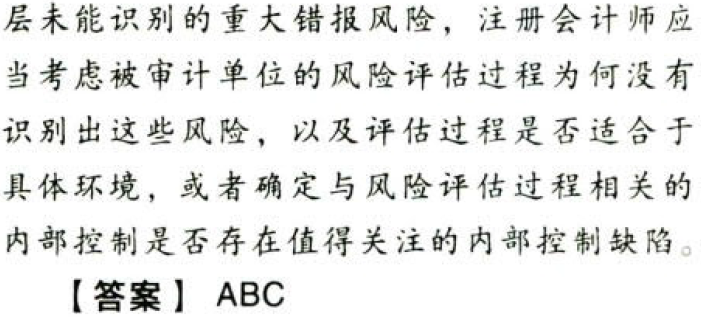 层未能识别的重大错报风险，注册会计师应
当考虑被审计单位的风险评估过程为何没有
识别出这些风险，以及评估过程是否适合于
具体环境，或者确定与风险评估过程相关的
内部控制是否存在值得关注的内部控制缺陷。
【答案】 ABC